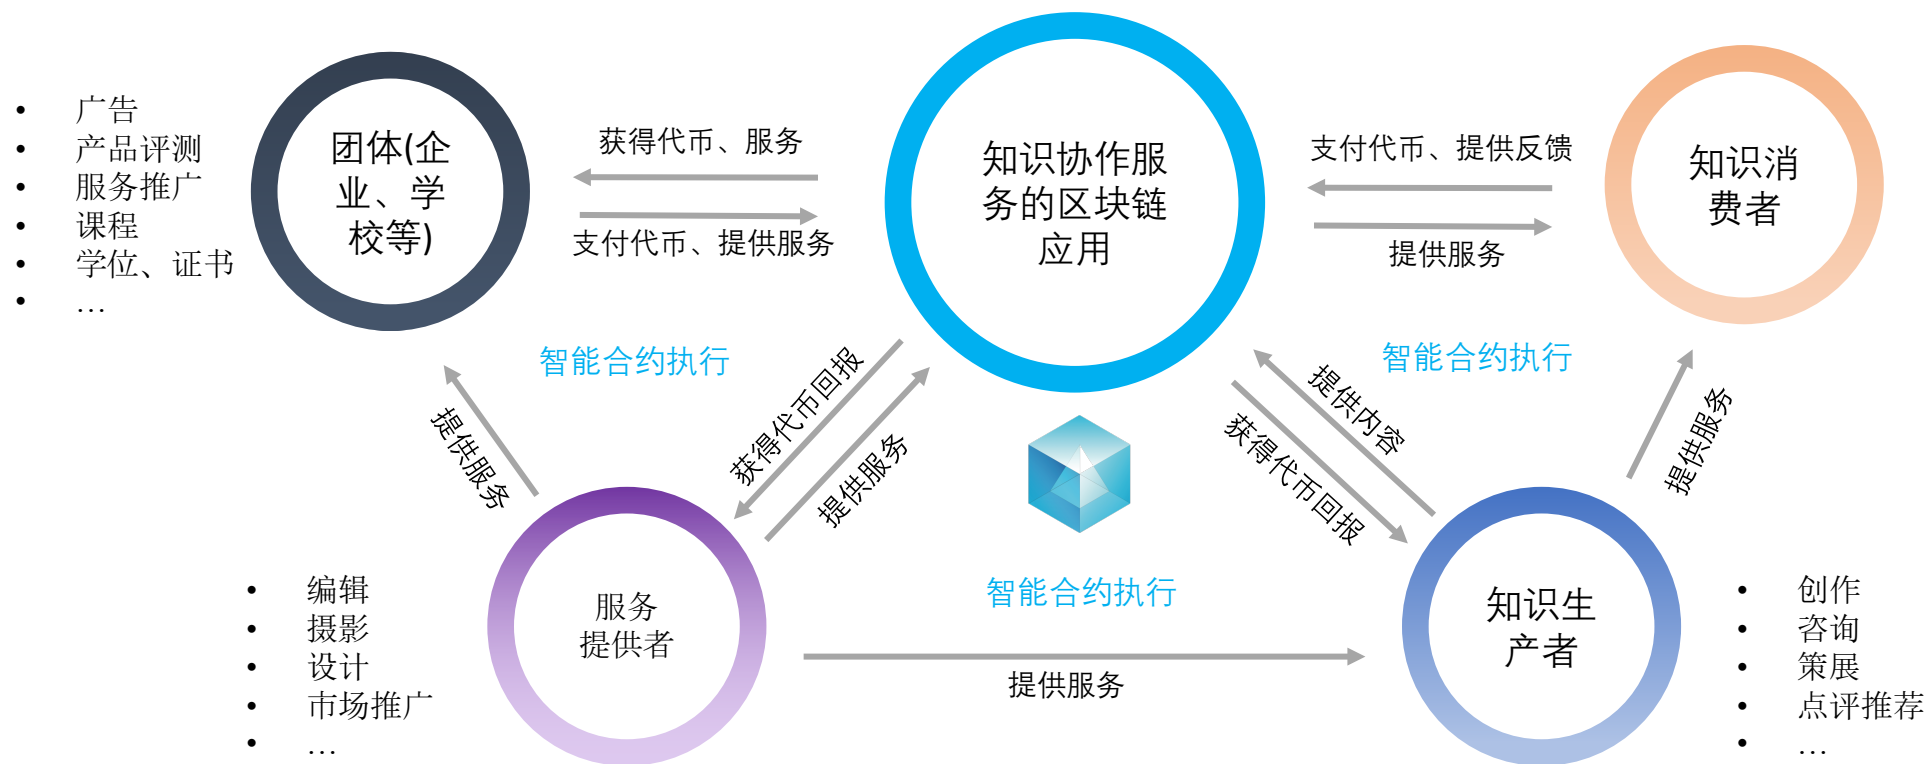 • 广告
• 产品评测
• 服务推广
• 课程
• 学位、证书
• …
团体(企
业、学
校等)
获得代币、服务
支付代币、提供服务
知识协作服
务的区块链
应用
支付代币、提供反馈
提供服务
知识消
费者
智能合约执行
智能合约执行
提供服务
获得代币回报
提供服务
提供内容
获得代币回报
提供服务
• 编辑
• 摄影
• 设计
• 市场推广
• …
服务
提供者
智能合约执行
提供服务
知识生
产者
• 创作
• 咨询
• 策展
• 点评推荐
• …